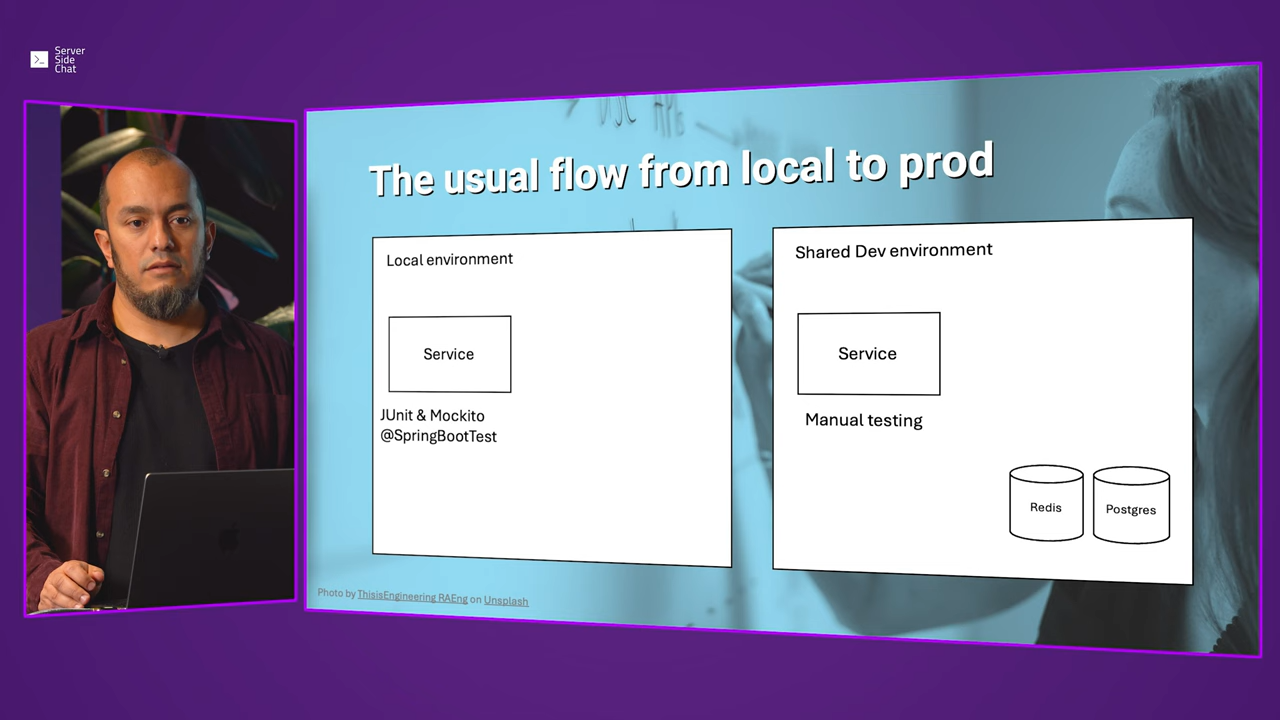 Server
Side
Chat
The usual flow from local to prod
Local environment
Service
JUnit & Mockito
@SpringBootTest
Shared Dev environment
Service
Manual testing
Redis
Postgres
Photo by ThisisEngineering RAEng on Unsplash